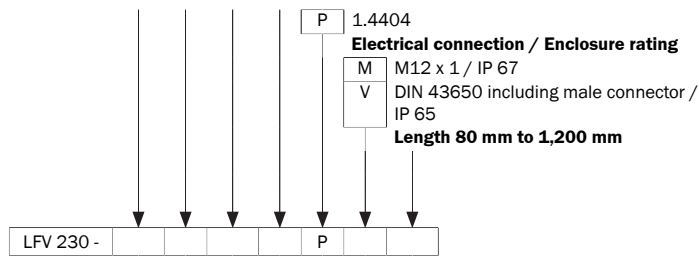 P 1.4404
Electrical connection / Enclosure rating
M M12 x 1 / IP 67
V DIN 43650 including male connector /
IP 65
Length 80 mm to 1,200 mm
LFV 230 - P